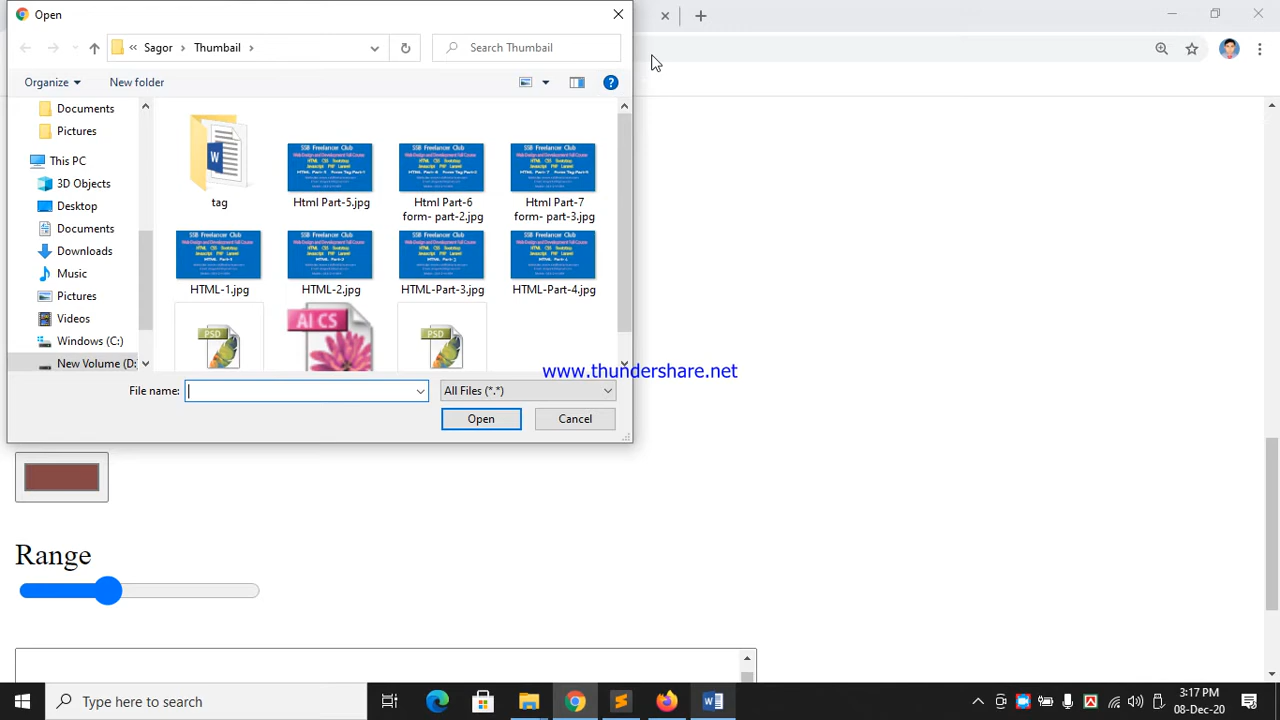 Open
Sagor
Thumbail
Search Thumbail
Organize
New folder
Documents
Pictures
This PC
3D Objects
Desktop
Documents
Downloads
Music
Pictures
Videos
Windows (C:)
New Volume (D:
tag
Html Part-5.jpg
Html Part-6
form- part-2.jpg
Html Part-7
form- part-3.jpg
HTML-1.jpg
HTML-2.jpg
HTML-Part-3.jpg
HTML-Part-4.jpg
PSD
AI CS
PSD
www.thundershare.net
File name:
All Files (*.*)
Open
Cancel
Range
Type here to search
3:17 PM
08-Dec-20